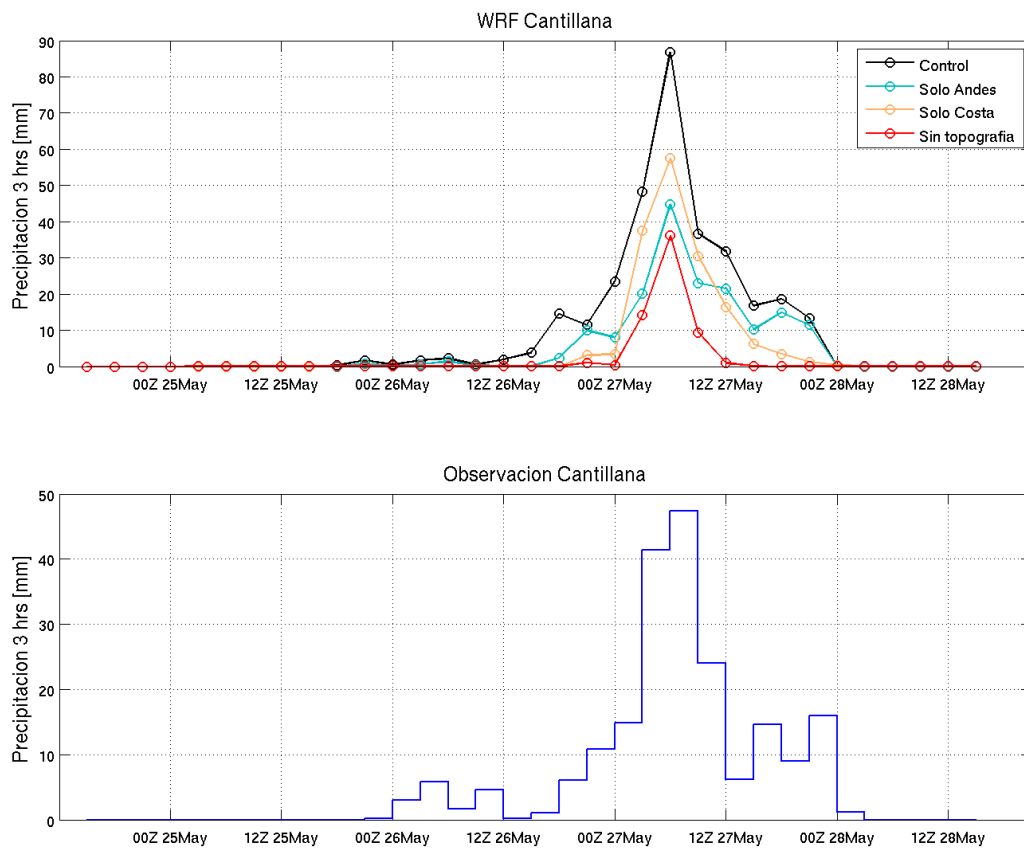 WRF Cantillana
Precipitacion 3 hrs [mm]
90
80
70
60
50
40
30
20
10
0
00Z 25May 12Z 25May 00Z 26May 12Z 26May 00Z 27May 12Z 27May 00Z 28May 12Z 28May
Control
Solo Andes
Solo Costa
Sin topografia
Observacion Cantillana
Precipitacion 3 hrs [mm]
50
40
30
20
10
0
00Z 25May 12Z 25May 00Z 26May 12Z 26May 00Z 27May 12Z 27May 00Z 28May 12Z 28May